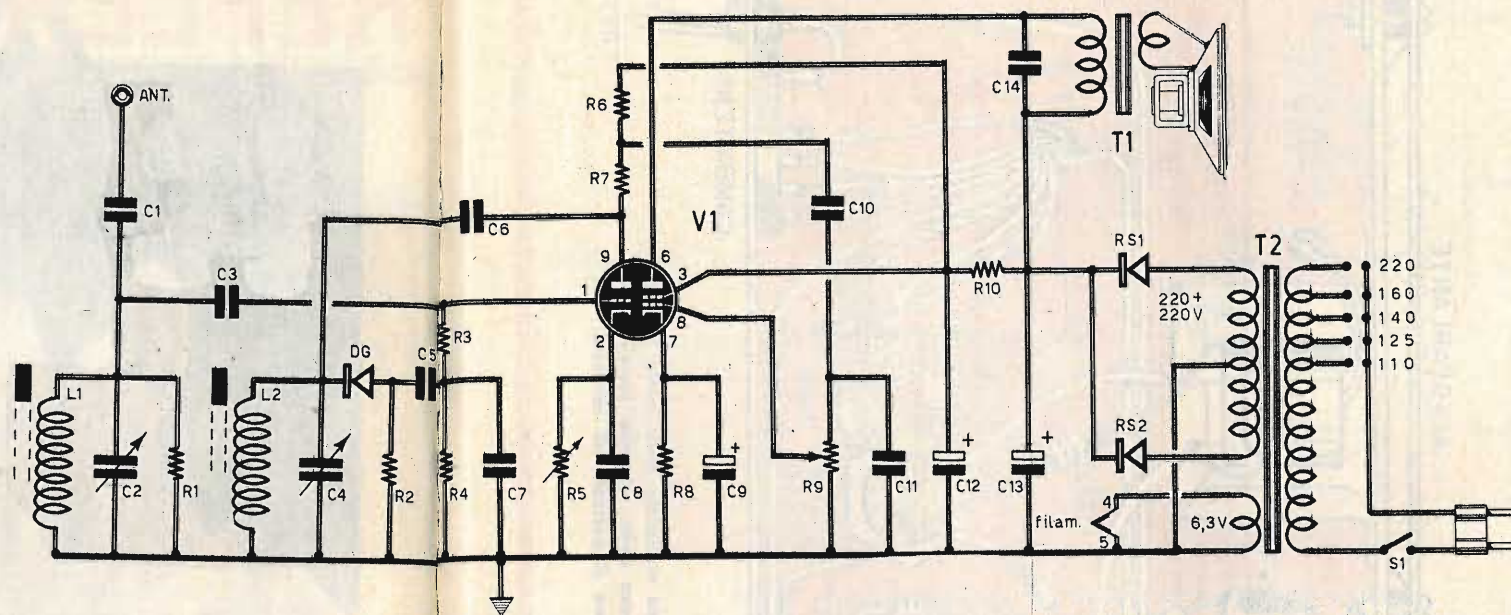 ANT.
C1
C3
C6
R6
R7
V1
C10
C14
T1
9
6
1
3
8
2
7
R10
RS1
T2
220+
220V
220
160
140
125
110
L1
C2
R1
L2
DG
C5
R3
C4
R2
R4
C7
R5
C8
R8
+
C9
R9
C11
+
C12
+
C13
RS2
filam.
4
5
6,3V
S1